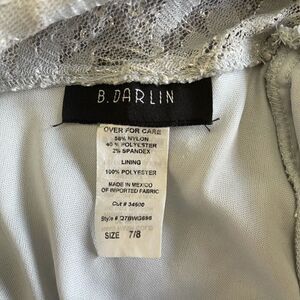 B. DARLIN
OVER FOR CARE
58% NYLON
40 % POLYESTER
2% SPANDEX
LINING
100% POLYESTER
MADE IN MEXICO
OF IMPORTED FABRIC
Cut # 34600
Style #
SIZE 7/8